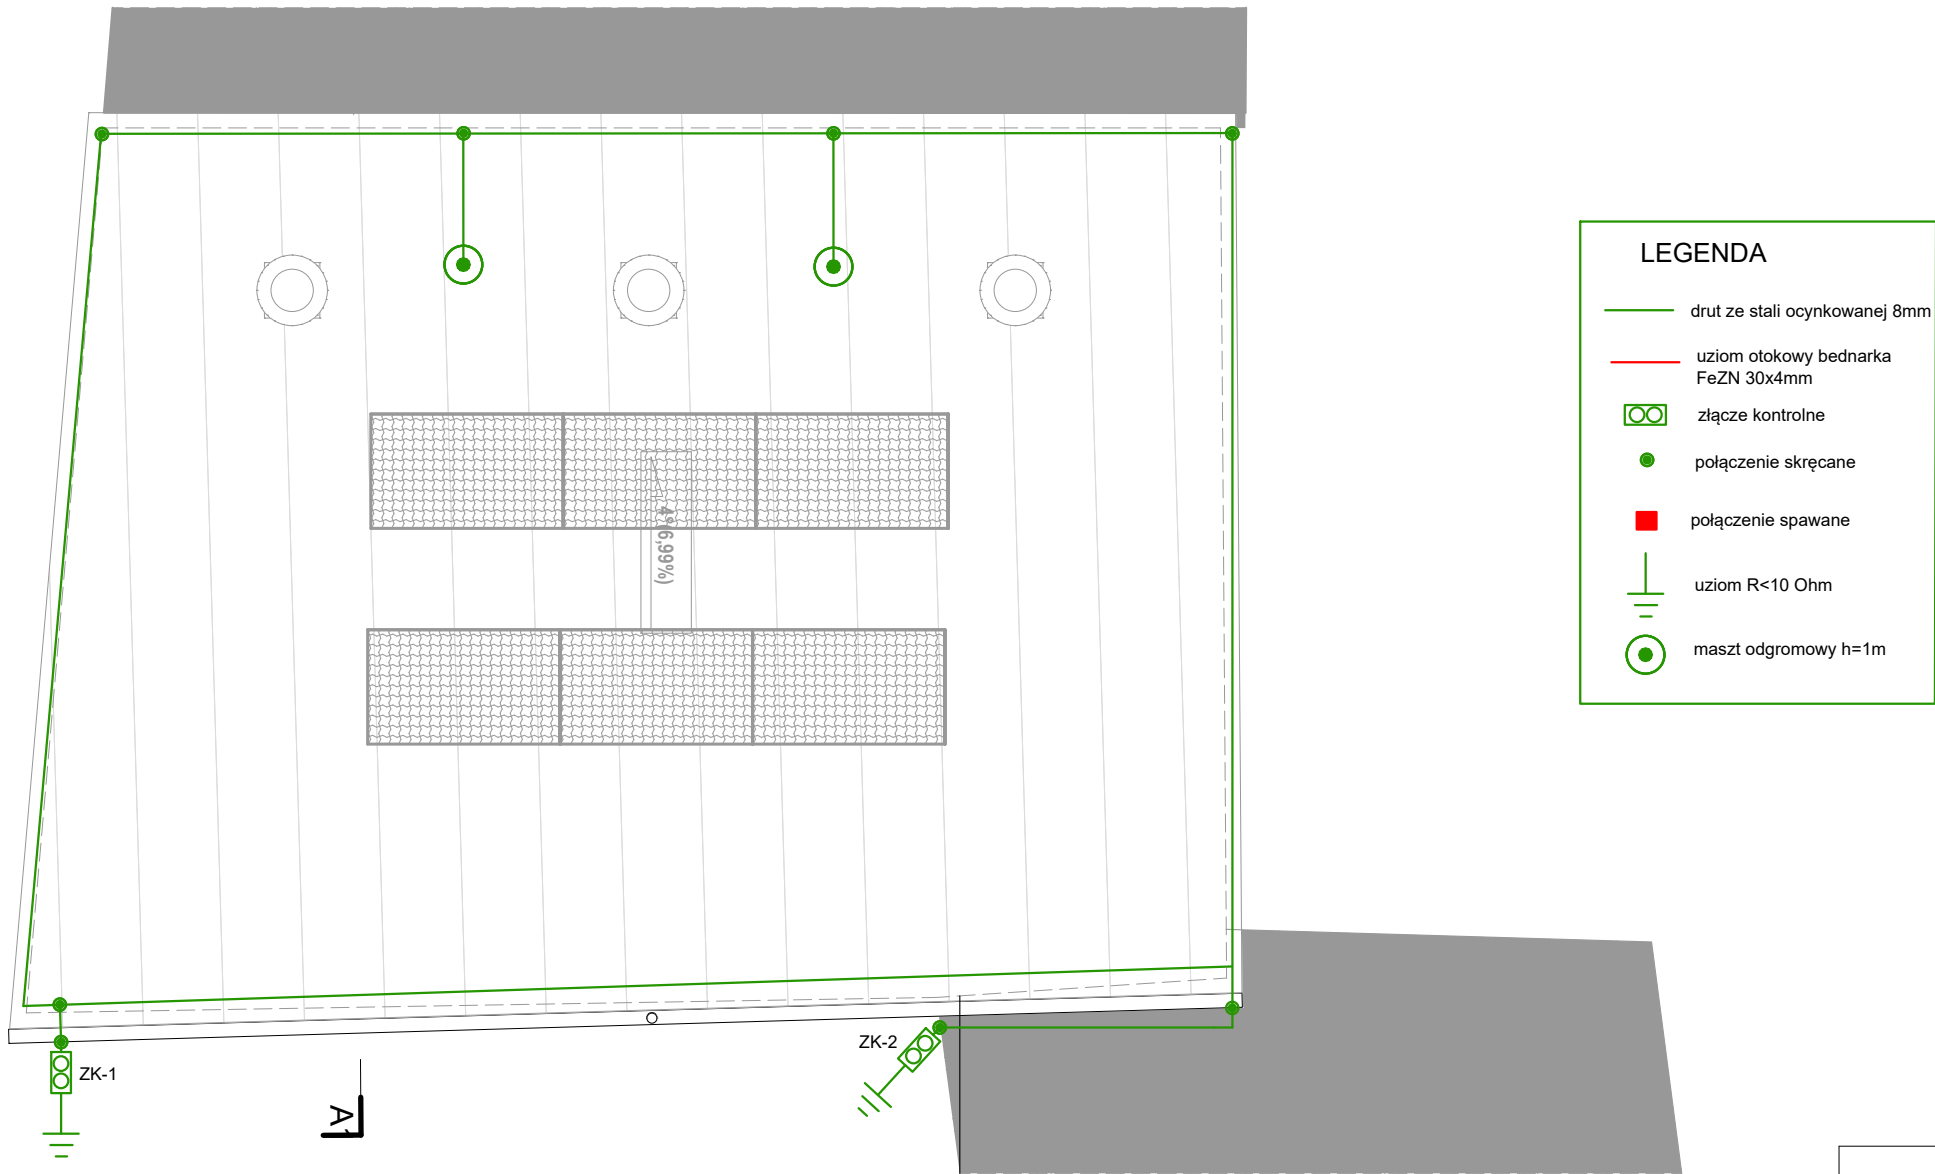 LEGENDA
drut ze stali ocynkowanej 8mm
uziom otokowy bednarka
FeZN 30x4mm
złącze kontrolne
połączenie skręcane
połączenie spawane
uziom R<10 Ohm
maszt odgromowy h=1m
4°(6,99%)
ZK-2
ZK-1
A'